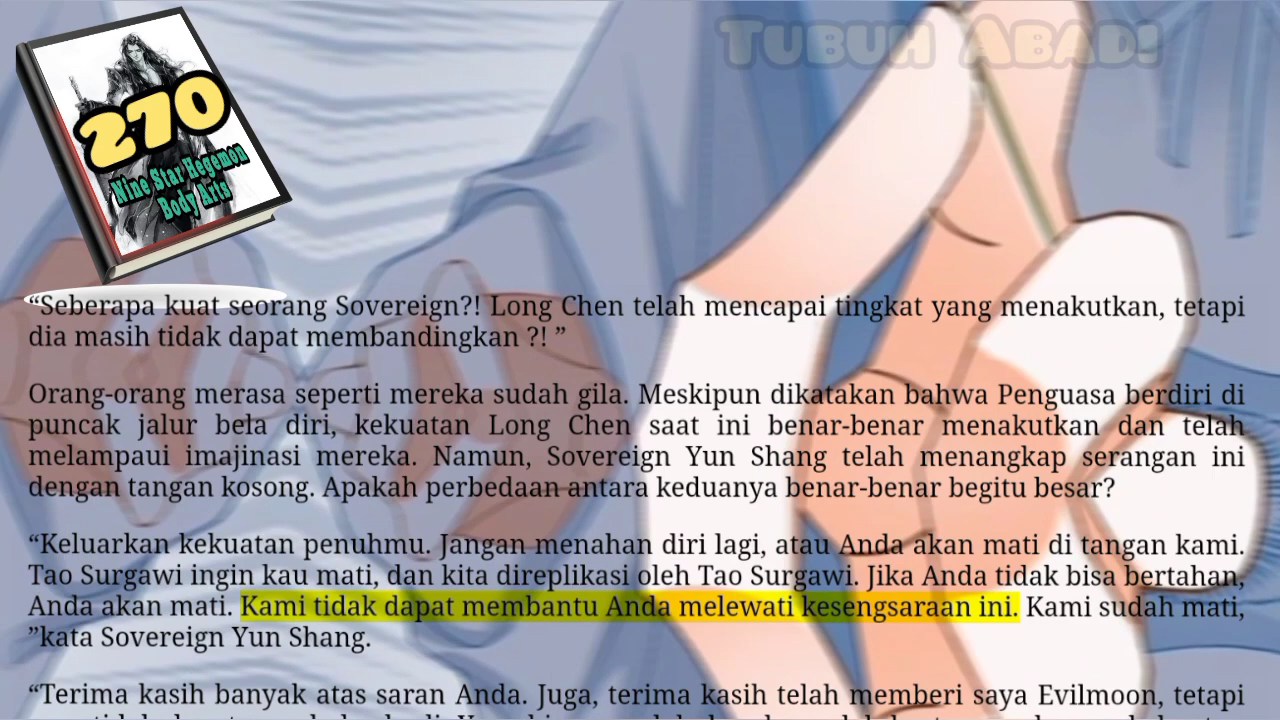 Tubuh Abadi
270
Nine Star Hegemon
Body Arts
“Seberapa kuat seorang Sovereign?! Long Chen telah mencapai tingkat yang menakutkan, tetapi
dia masih tidak dapat membandingkan ?! ”
Orang-orang merasa seperti mereka sudah gila. Meskipun dikatakan bahwa Penguasa berdiri di
puncak jalur bela diri, kekuatan Long Chen saat ini benar-benar menakutkan dan telah
melampaui imajinasi mereka. Namun, Sovereign Yun Shang telah menangkap serangan ini
dengan tangan kosong. Apakah perbedaan antara keduanya benar-benar begitu besar?
“Keluarkan kekuatan penuhmu. Jangan menahan diri lagi, atau Anda akan mati di tangan kami.
Tao Surgawi ingin kau mati, dan kita direplikasi oleh Tao Surgawi. Jika Anda tidak bisa bertahan,
Anda akan mati. Kami tidak dapat membantu Anda melewati kesengsaraan ini. Kami sudah mati,
”kata Sovereign Yun Shang.
“Terima kasih banyak atas saran Anda. Juga, terima kasih telah memberi saya Evilmoon, tetapi